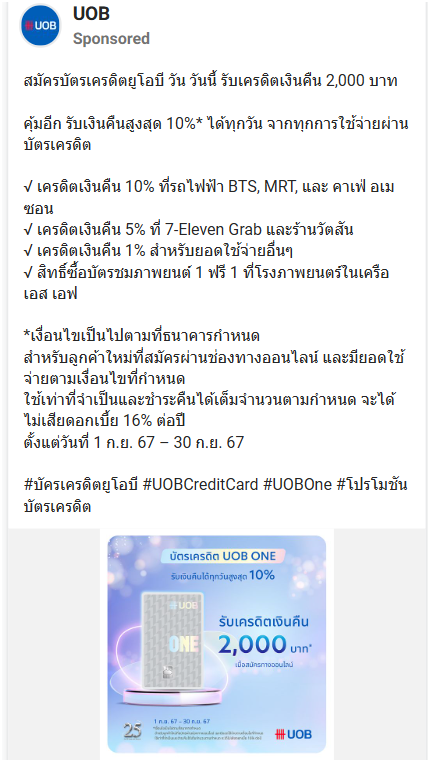 UOB
UOB
Sponsored
สมัครบัตรเครดิตยูโอบี วัน วันนี้ รับเครดิตเงินคืน 2,000 บาท
คุ้มอีก รับเงินคืนสูงสุด 10%* ได้ทุกวัน จากทุกการใช้จ่ายผ่าน
บัตรเครดิต
√ เครดิตเงินคืน 10% ที่รถไฟฟ้า BTS, MRT, และ คาเฟ่ อเม
ซอน
√ เครดิตเงินคืน 5% ที่ 7-Eleven Grab และร้านวัตสัน
√ เครดิตเงินคืน 1% สำหรับยอดใช้จ่ายอื่นๆ
√ สิทธิ์ซื้อบัตรชมภาพยนต์ 1 ฟรี 1 ที่โรงภาพยนตร์ในเครือ
เอส เอฟ
*เงื่อนไขเป็นไปตามที่ธนาคารกำหนด
สำหรับลูกค้าใหม่ที่สมัครผ่านช่องทางออนไลน์ และมียอดใช้
จ่ายตามเงื่อนไขที่กำหนด
ใช้เท่าที่จำเป็นและชำระคืนได้เต็มจำนวนตามกำหนด จะได้
ไม่เสียดอกเบี้ย 16% ต่อปี
ตั้งแต่วันที่ 1 ก.ย. 67 – 30 ก.ย. 67
#บัครเครดิตยูโอบี #UOBCreditCard #UOBOne #โปรโมชัน
บัตรเครดิต
บัตรเครดิต UOB ONE
รับเงินคืนได้ทุกวันสูงสุด 10%
UOB
ONE
รับเครดิตเงินคืน
2,000 บาท*
เมื่อสมัครทางออนไลน์
25
1 ก.ย. 67 - 30 ก.ย. 67
UOB